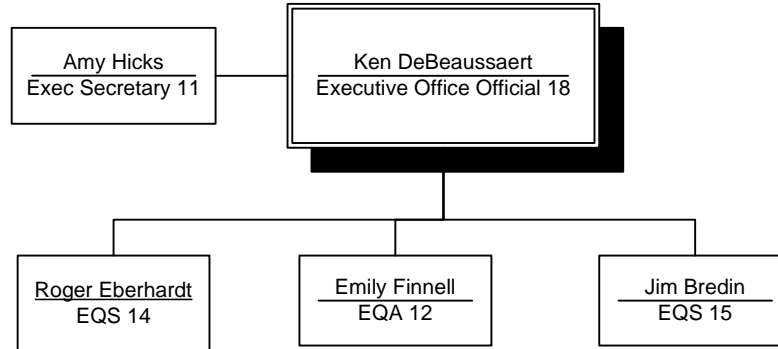 Amy Hicks
Exec Secretary 11
Ken DeBeaussaert
Executive Office Official 18
Roger Eberhardt
EQS 14
Emily Finnell
EQA 12
Jim Bredin
EQS 15